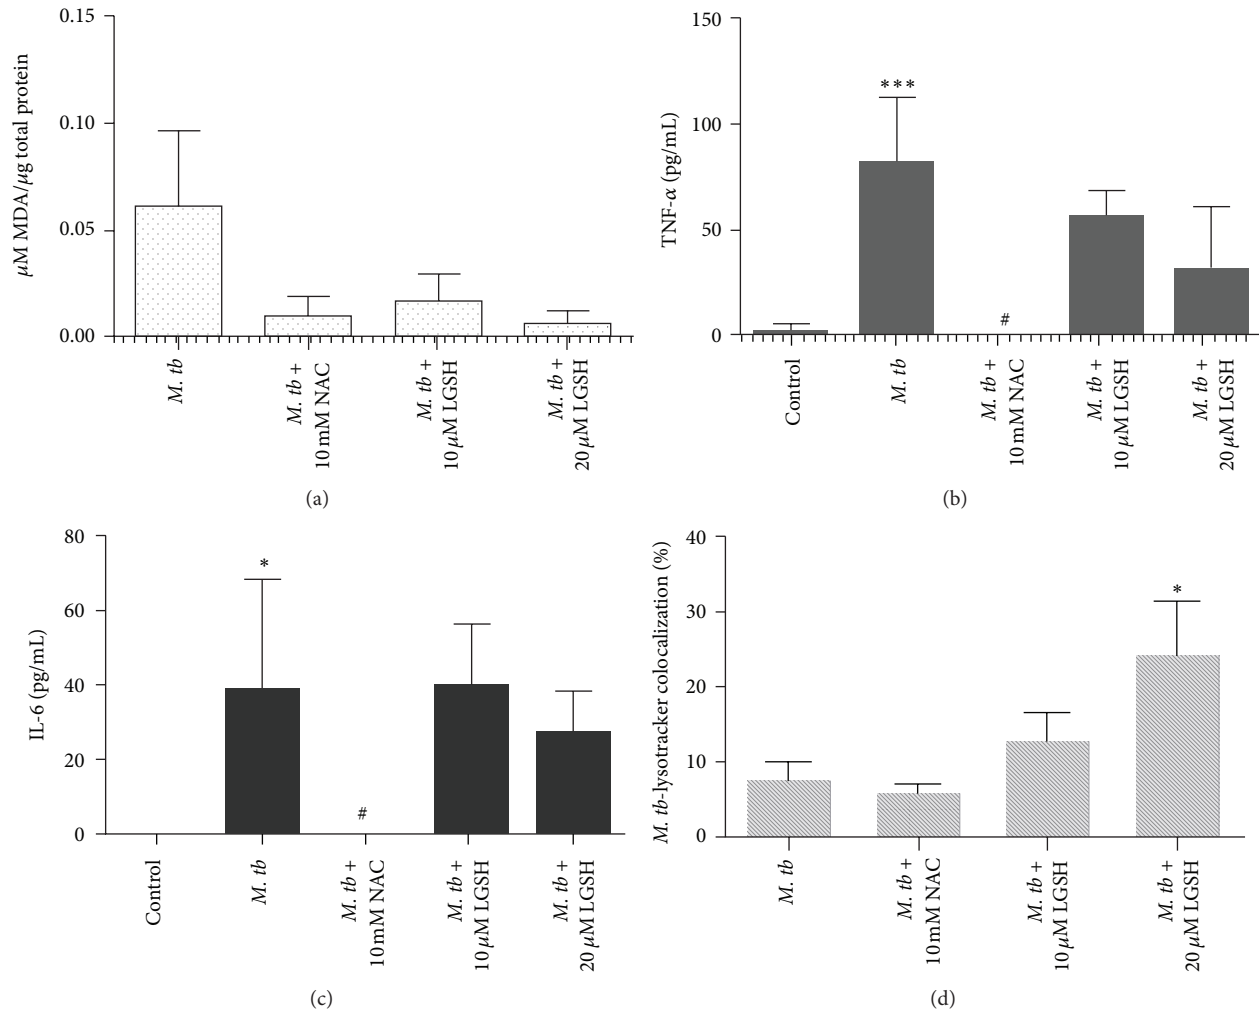 0.15
0.10
0.05
0.00
μM MDA/μg total protein
M. tb
M. tb +
10 mM NAC
M. tb +
10 μM LGSH
M. tb +
20 μM LGSH
(a)
150
100
50
0
TNF-α (pg/mL)
***
#
Control
M. tb
M. tb +
10 mM NAC
M. tb +
10 μM LGSH
M. tb +
20 μM LGSH
(b)
80
60
40
20
0
IL-6 (pg/mL)
*
#
Control
M. tb
M. tb +
10 mM NAC
M. tb +
10 μM LGSH
M. tb +
20 μM LGSH
(c)
40
30
20
10
0
M. tb-lysotracker colocalization (%)
*
M. tb
M. tb +
10 mM NAC
M. tb +
10 μM LGSH
M. tb +
20 μM LGSH
(d)